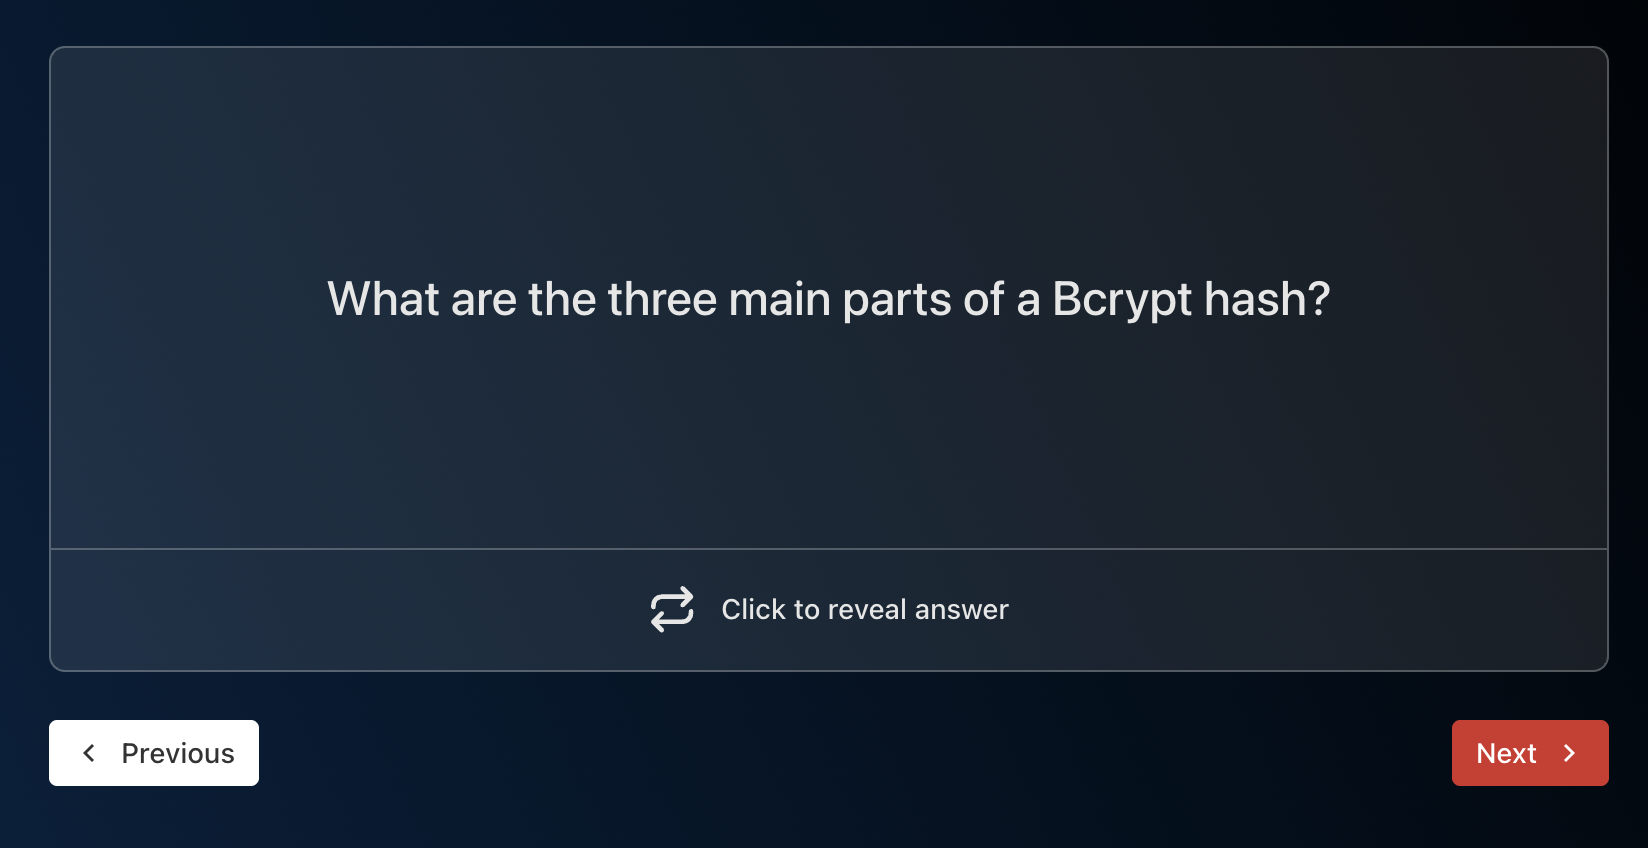 What are the three main parts of a Bcrypt hash?
Click to reveal answer
Previous
Next